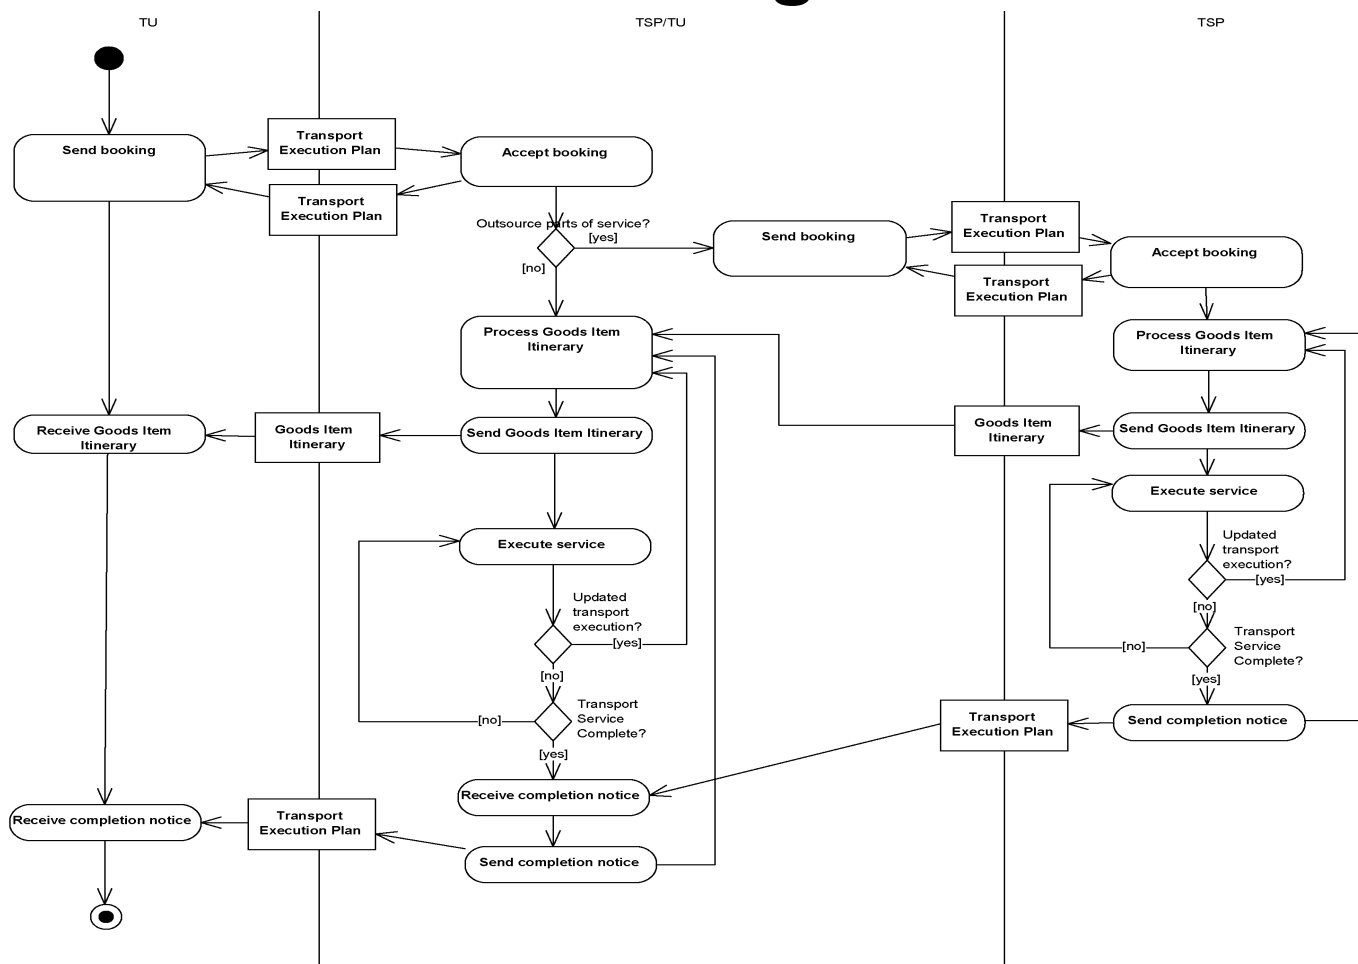 TU
TSP/TU
TSP
Send booking
Transport
Execution Plan
Transport
Execution Plan
Accept booking
Outsource parts of service?
[yes]
[no]
Send booking
Transport
Execution Plan
Transport
Execution Plan
Accept booking
Process Goods Item
Itinerary
Process Goods Item
Itinerary
Receive Goods Item
Itinerary
Goods Item
Itinerary
Send Goods Item Itinerary
Goods Item
Itinerary
Send Goods Item Itinerary
Execute service
Execute service
Updated
transport
execution?
[yes]
[no]
Transport
Service
Complete?
[no]
[yes]
Updated
transport
execution?
[yes]
[no]
Transport
Service
Complete?
[no]
[yes]
Transport
Execution Plan
Send completion notice
Receive completion notice
Receive completion notice
Transport
Execution Plan
Send completion notice